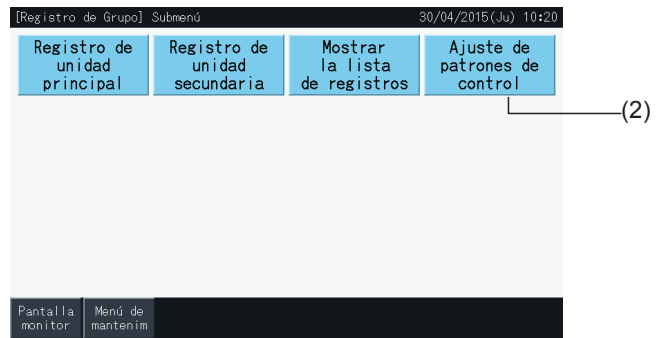 [Registro de Grupo] Submenú 30/04/2015(Ju) 10:20
Registro de
unidad
principal
Registro de
unidad
secundaria
Mostrar
la lista
de registros
Ajuste de
patrones de
control
(2)
Pantalla
monitor
Menú de
mantenim